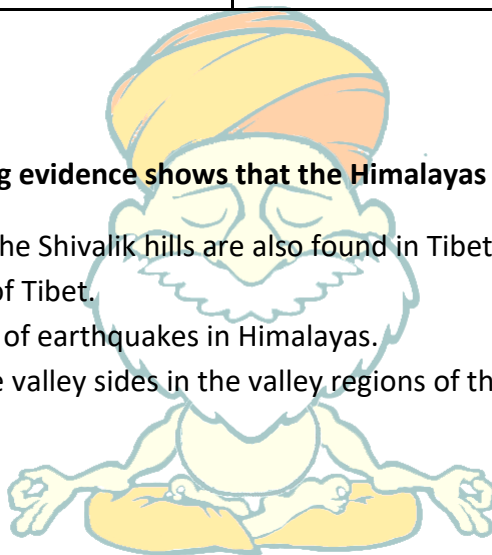 g evidence shows that the Himalayas
he Shivalik hills are also found in Tibet
of Tibet.
of earthquakes in Himalayas.
e valley sides in the valley regions of th